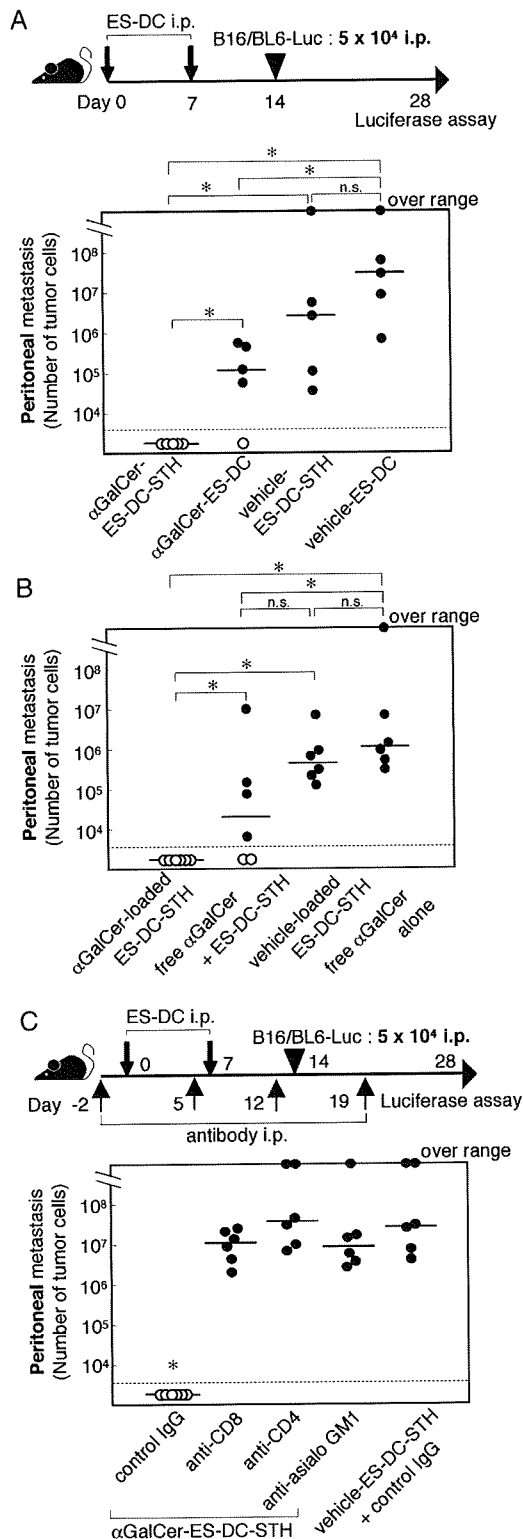 A
ES-DC i.p.
B16/BL6-Luc : 5 x 10⁴ i.p.
Day 0 7 14 28
Luciferase assay
*
*
* n.s.
over range
*
Peritoneal metastasis
(Number of tumor cells)
10⁸
10⁷
10⁶
10⁵
10⁴
αGalCer-
ES-DC-STH
αGalCer-ES-DC
vehicle-
ES-DC-STH
vehicle-ES-DC
B
*
*
n.s. n.s.
over range
*
*
Peritoneal metastasis
(Number of tumor cells)
10⁸
10⁷
10⁶
10⁵
10⁴
αGalCer-loaded
ES-DC-STH
free αGalCer
+ ES-DC-STH
vehicle-loaded
ES-DC-STH
free αGalCer
alone
C
ES-DC i.p.
B16/BL6-Luc : 5 x 10⁴ i.p.
0 7 14 28
Day -2 5 12 19 Luciferase assay
antibody i.p.
over range
Peritoneal metastasis
(Number of tumor cells)
10⁸
10⁷
10⁶
10⁵
10⁴
*
control IgG
anti-CD8
anti-CD4
anti-asialo GM1
vehicle-ES-DC-STH
+ control IgG
αGalCer-ES-DC-STH